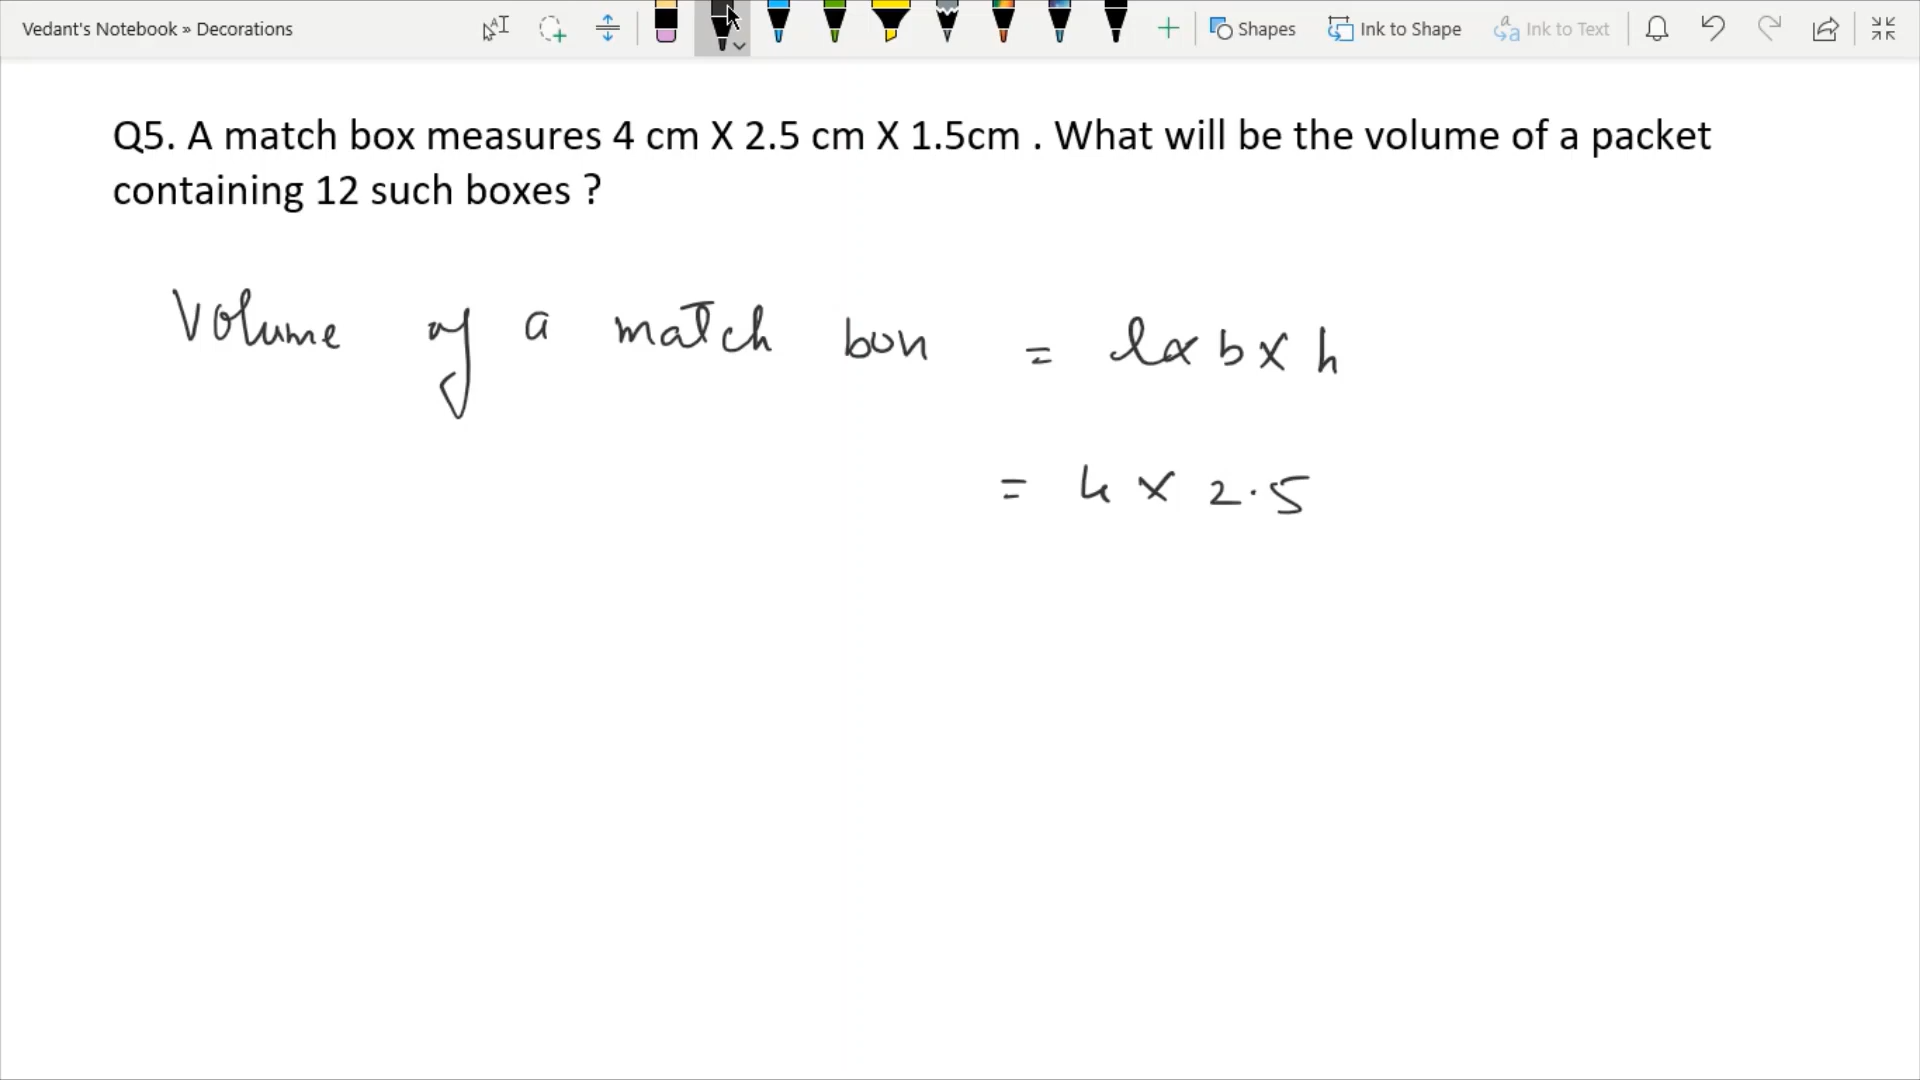 Vedant's Notebook » Decorations Shapes Ink to Shape Ink to Text
Q5. A match box measures 4 cm X 2.5 cm X 1.5cm . What will be the volume of a packet
containing 12 such boxes ?
Volume of a match box = l x b x h
= 4 x 2.5